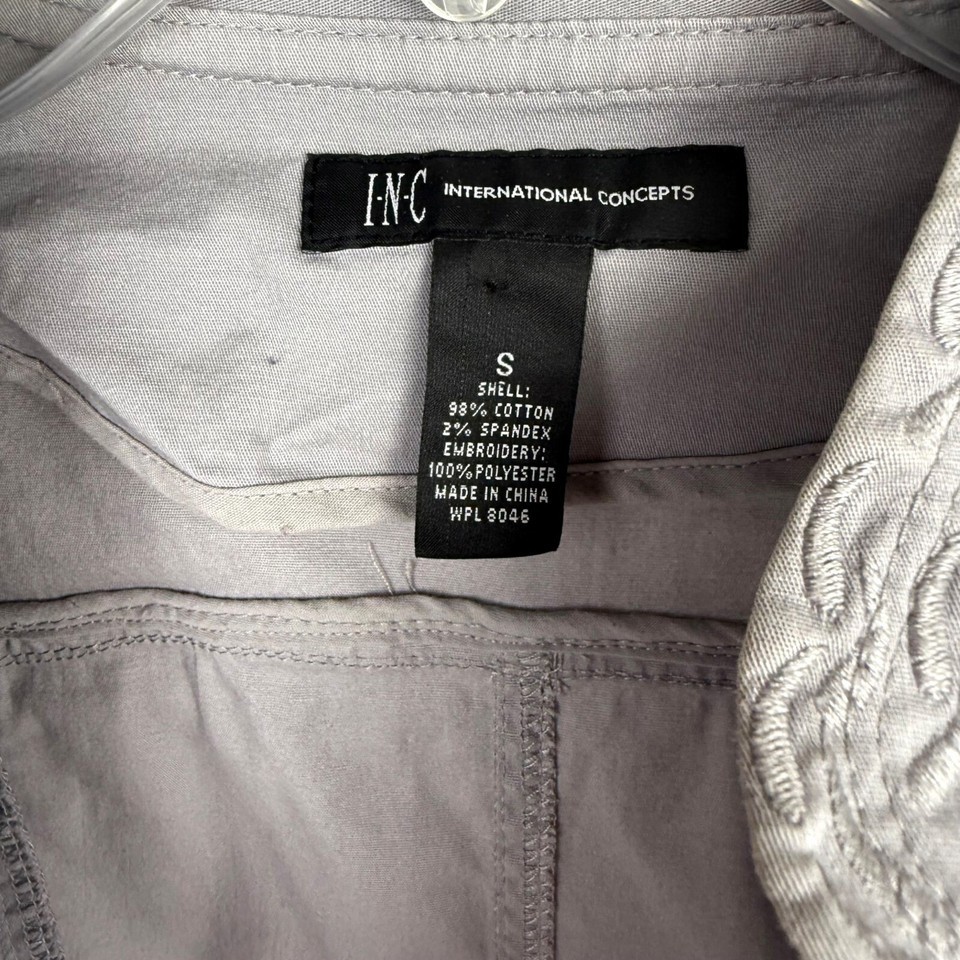 I·N·C INTERNATIONAL CONCEPTS
S
SHELL:
98% COTTON
2% SPANDEX
EMBROIDERY:
100% POLYESTER
MADE IN CHINA
WPL 8046